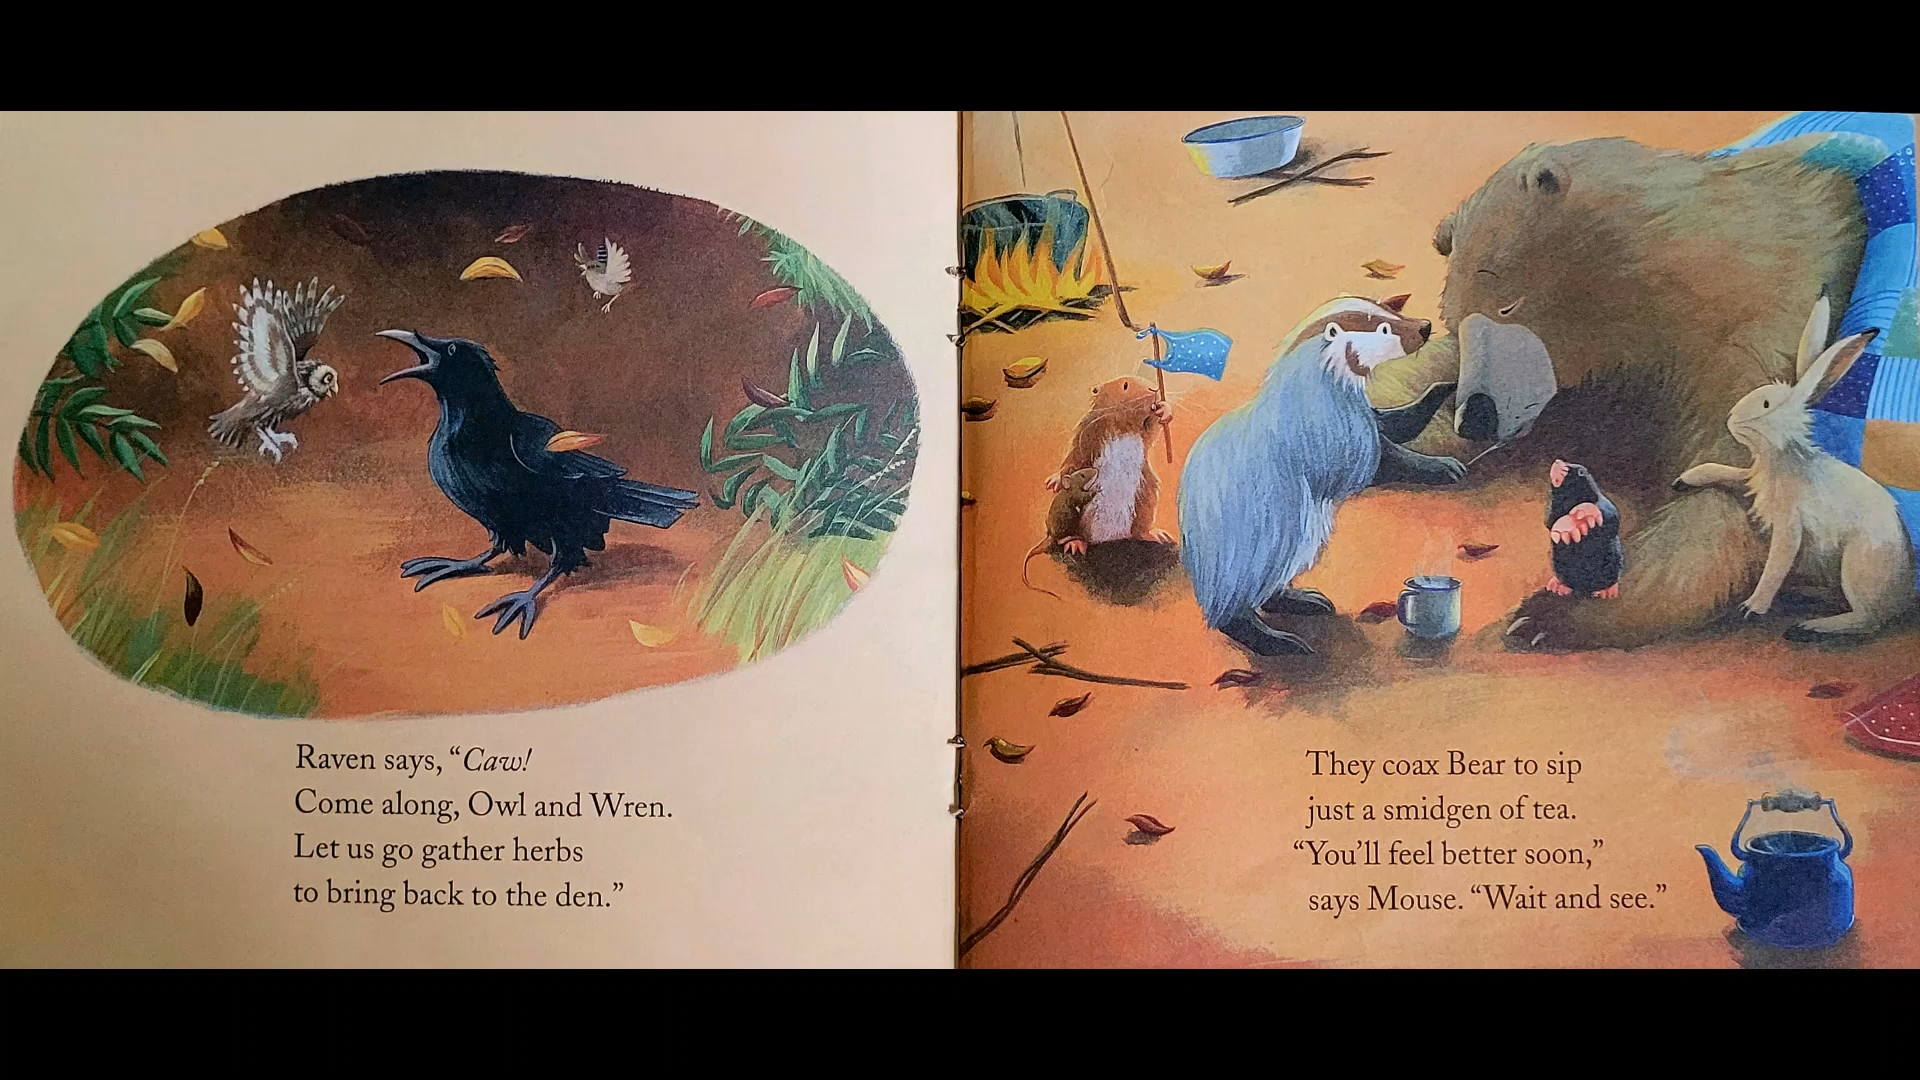 Raven says, “Caw!
Come along, Owl and Wren.
Let us go gather herbs
to bring back to the den.”
They coax Bear to sip
just a smidgen of tea.
“You’ll feel better soon,”
says Mouse. “Wait and see.”